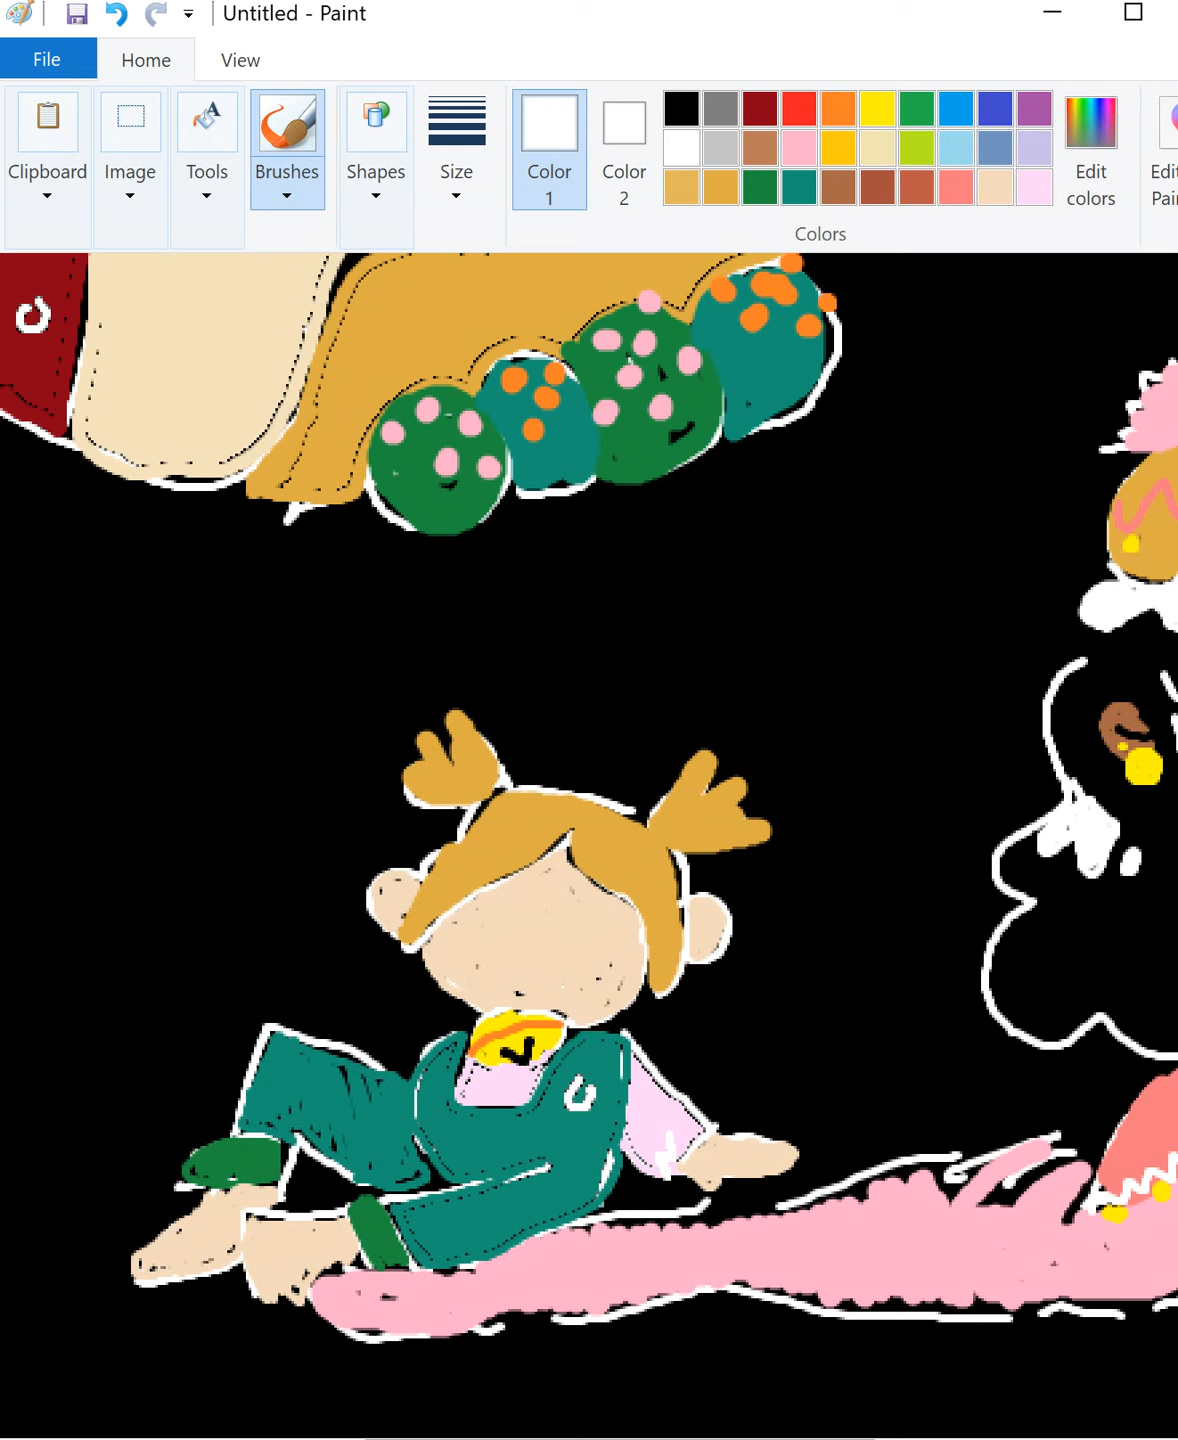 Untitled - Paint
File Home View
Clipboard Image Tools Brushes Shapes Size Color 1 Color 2 Edit colors
Colors